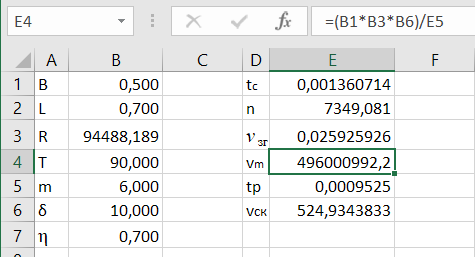 E4 fx =(B1*B3*B6)/E5
A B C D E F
1 B 0,500 tc 0,001360714
2 L 0,700 n 7349,081
3 R 94488,189 vзг 0,025925926
4 T 90,000 vm 496000992,2
5 m 6,000 tp 0,0009525
6 δ 10,000 vск 524,9343833
7 η 0,700